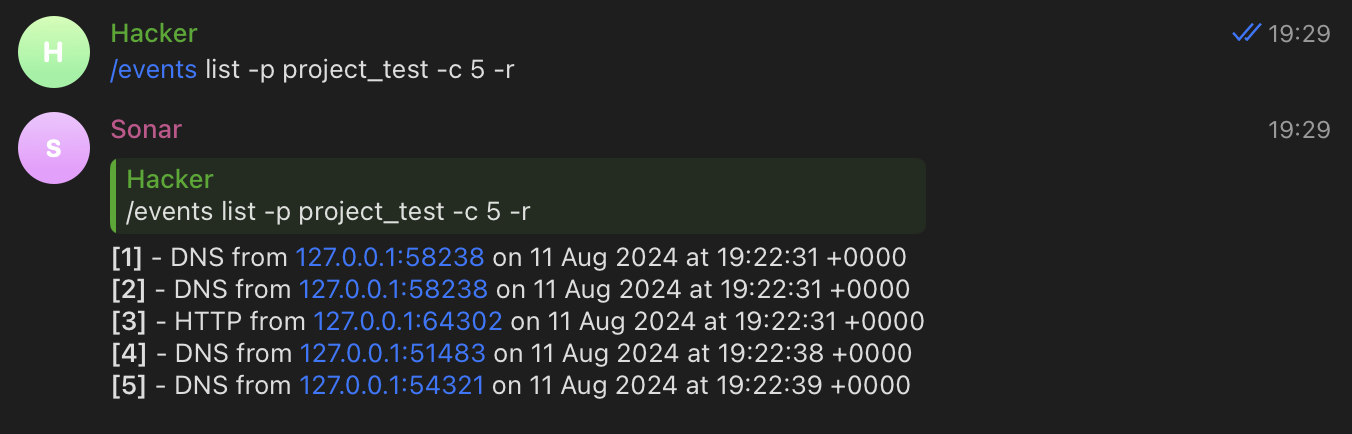 H
Hacker
19:29
/events list -p project_test -c 5 -r
S
Sonar
19:29
Hacker
/events list -p project_test -c 5 -r
[1] - DNS from 127.0.0.1:58238 on 11 Aug 2024 at 19:22:31 +0000
[2] - DNS from 127.0.0.1:58238 on 11 Aug 2024 at 19:22:31 +0000
[3] - HTTP from 127.0.0.1:64302 on 11 Aug 2024 at 19:22:31 +0000
[4] - DNS from 127.0.0.1:51483 on 11 Aug 2024 at 19:22:38 +0000
[5] - DNS from 127.0.0.1:54321 on 11 Aug 2024 at 19:22:39 +0000